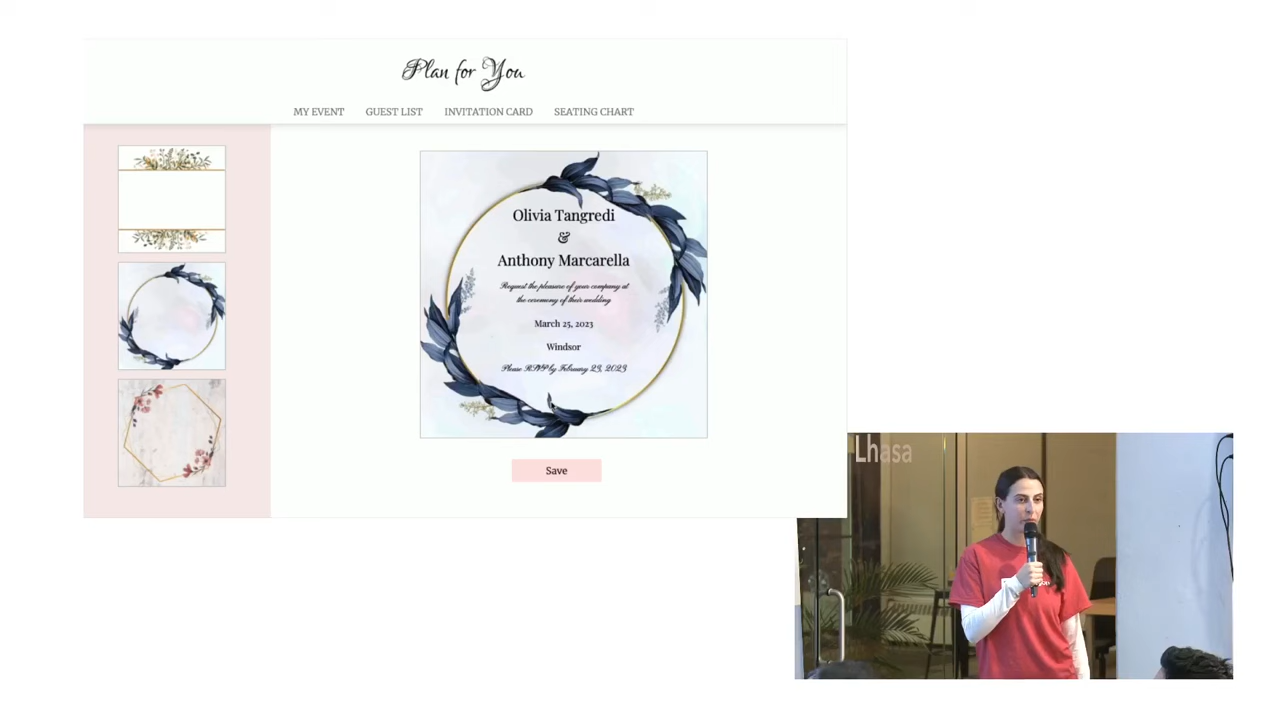 Plan for You
MY EVENT GUEST LIST INVITATION CARD SEATING CHART
Olivia Tangredi
&
Anthony Marcarella
Request the pleasure of your company at
the ceremony of their wedding
March 25, 2023
Windsor
Please RSVP by February 23, 2023
Save
Lhasa